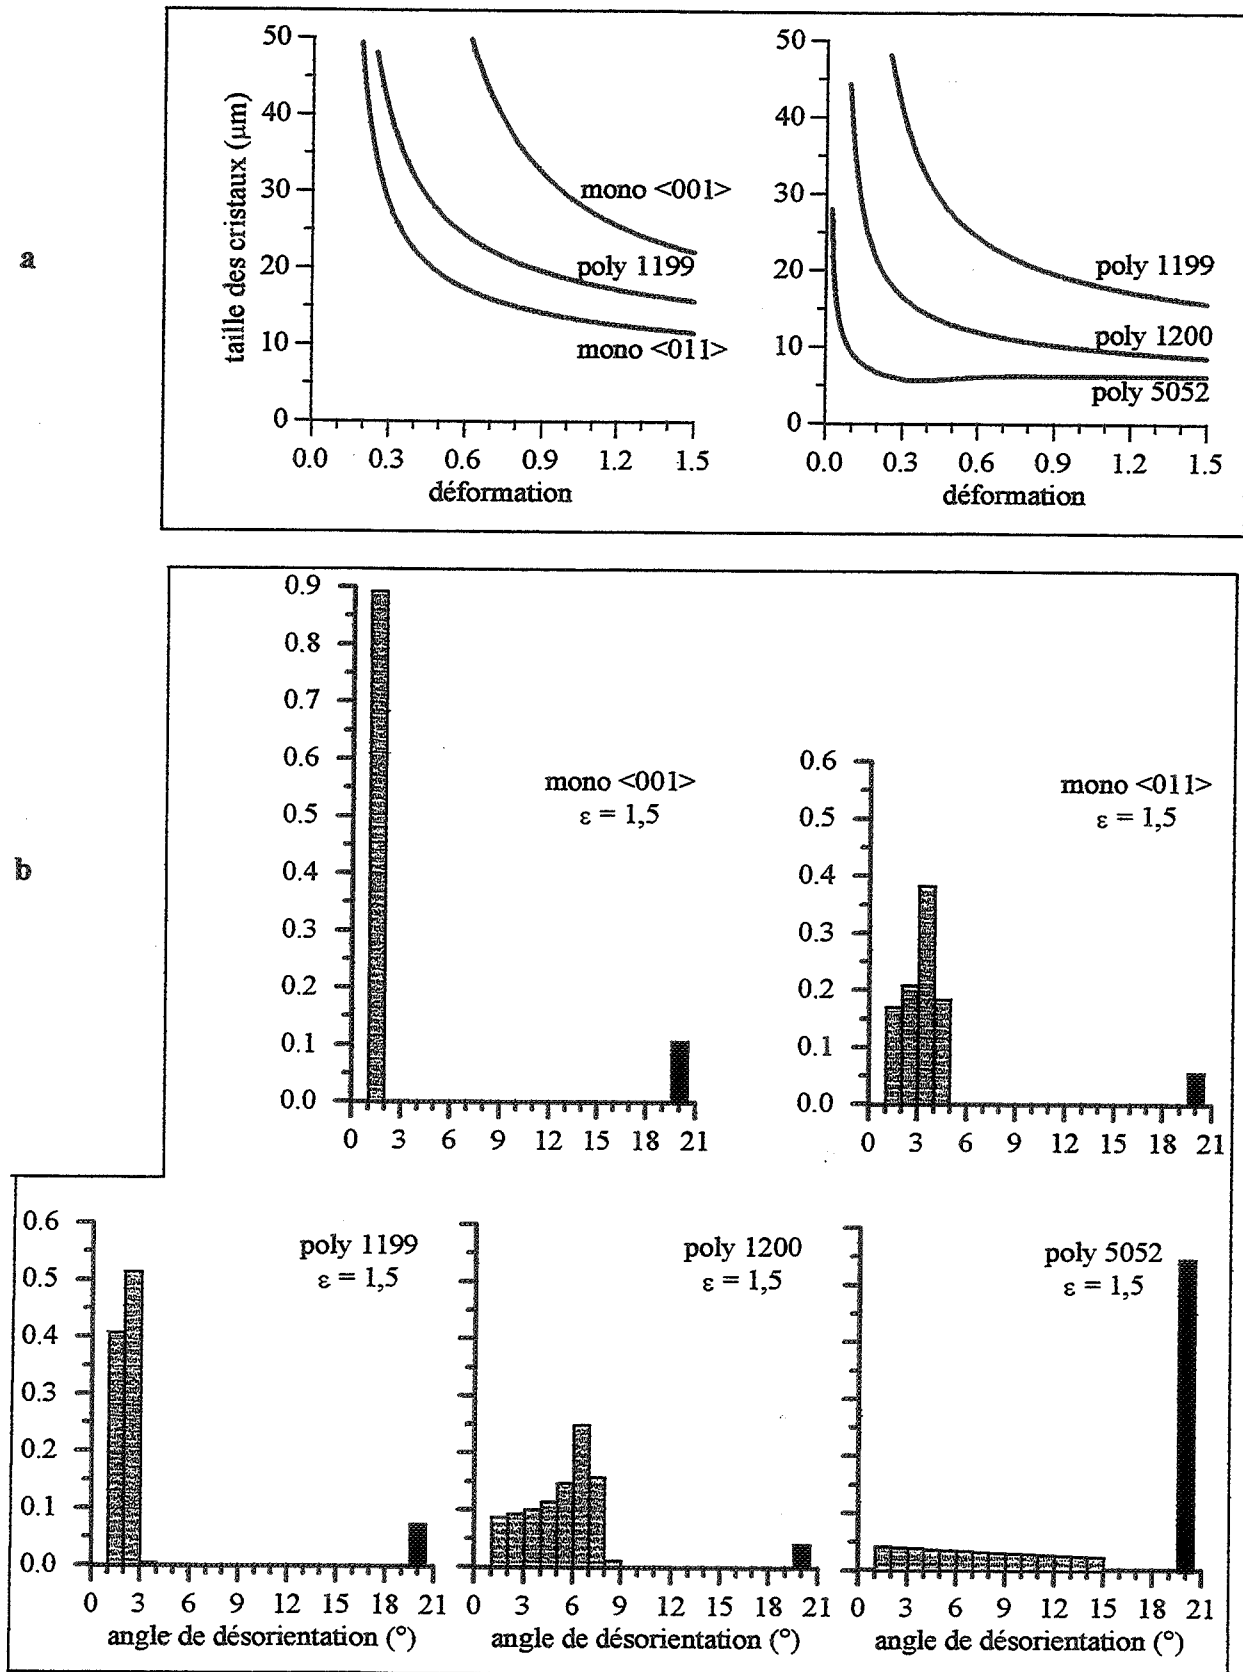 a
taille des cristaux (µm)
50
40
30
20
10
0
mono <001>
poly 1199
mono <011>
0.0 0.3 0.6 0.9 1.2 1.5
déformation
50
40
30
20
10
0
poly 1199
poly 1200
poly 5052
0.0 0.3 0.6 0.9 1.2 1.5
déformation
b
0.9
0.8
0.7
0.6
0.5
0.4
0.3
0.2
0.1
0.0
mono <001>
ε = 1,5
0 3 6 9 12 15 18 21
0.6
0.5
0.4
0.3
0.2
0.1
0.0
mono <011>
ε = 1,5
0 3 6 9 12 15 18 21
0.6
0.5
0.4
0.3
0.2
0.1
0.0
poly 1199
ε = 1,5
0 3 6 9 12 15 18 21
angle de désorientation (°)
poly 1200
ε = 1,5
0 3 6 9 12 15 18 21
angle de désorientation (°)
poly 5052
ε = 1,5
0 3 6 9 12 15 18 21
angle de désorientation (°)